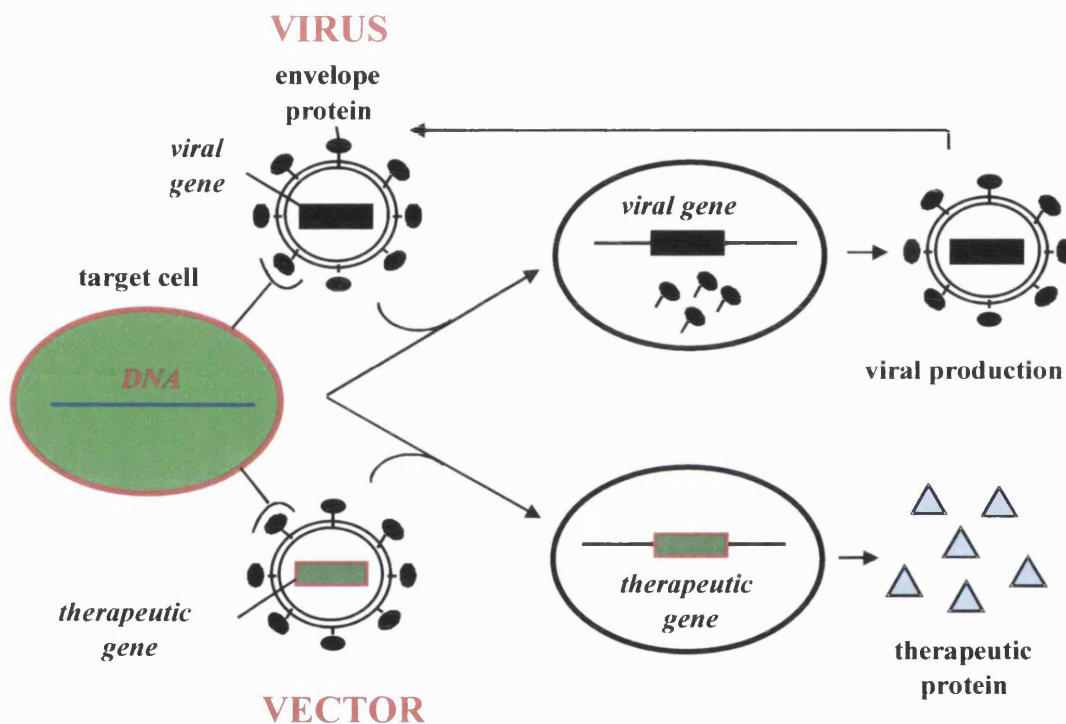 VIRUS
envelope
protein
viral
gene
viral gene
target cell
viral production
DNA
therapeutic
gene
therapeutic
gene
therapeutic
protein
VECTOR